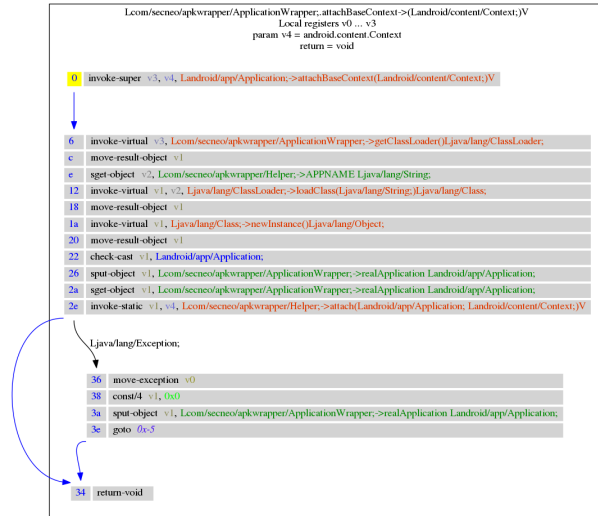 Lcom/secneo/apkwrapper/ApplicationWrapper;.attachBaseContext->(Landroid/content/Context;)V
Local registers v0 ... v3
param v4 = android.content.Context
return = void
0 invoke-super v3, v4, Landroid/app/Application;->attachBaseContext(Landroid/content/Context;)V
6 invoke-virtual v3, Lcom/secneo/apkwrapper/ApplicationWrapper;->getClassLoader()Ljava/lang/ClassLoader;
c move-result-object v1
e sget-object v2, Lcom/secneo/apkwrapper/Helper;->APPNAME Ljava/lang/String;
12 invoke-virtual v1, v2, Ljava/lang/ClassLoader;->loadClass(Ljava/lang/String;)Ljava/lang/Class;
18 move-result-object v1
1a invoke-virtual v1, Ljava/lang/Class;->newInstance()Ljava/lang/Object;
20 move-result-object v1
22 check-cast v1, Landroid/app/Application;
26 sput-object v1, Lcom/secneo/apkwrapper/ApplicationWrapper;->realApplication Landroid/app/Application;
2a sget-object v1, Lcom/secneo/apkwrapper/ApplicationWrapper;->realApplication Landroid/app/Application;
2e invoke-static v1, v4, Lcom/secneo/apkwrapper/Helper;->attach(Landroid/app/Application; Landroid/content/Context;)V
Ljava/lang/Exception;
36 move-exception v0
38 const/4 v1, 0x0
3a sput-object v1, Lcom/secneo/apkwrapper/ApplicationWrapper;->realApplication Landroid/app/Application;
3e goto 0x-5
34 return-void